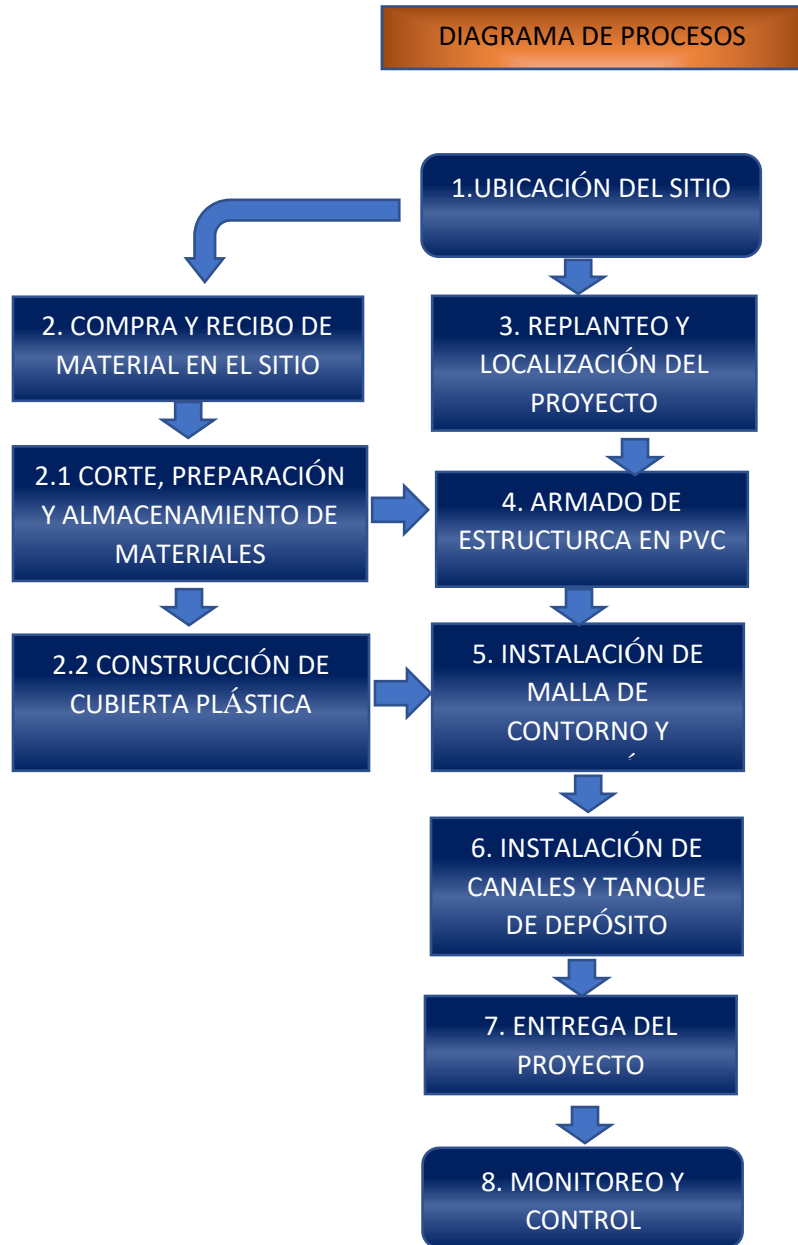 DIAGRAMA DE PROCESOS
1.UBICACIÓN DEL SITIO
2. COMPRA Y RECIBO DE
MATERIAL EN EL SITIO
3. REPLANTEO Y
LOCALIZACIÓN DEL
PROYECTO
2.1 CORTE, PREPARACIÓN
Y ALMACENAMIENTO DE
MATERIALES
4. ARMADO DE
ESTRUCTURCA EN PVC
2.2 CONSTRUCCIÓN DE
CUBIERTA PLÁSTICA
5. INSTALACIÓN DE
MALLA DE
CONTORNO Y
6. INSTALACIÓN DE
CANALES Y TANQUE
DE DEPÓSITO
7. ENTREGA DEL
PROYECTO
8. MONITOREO Y
CONTROL